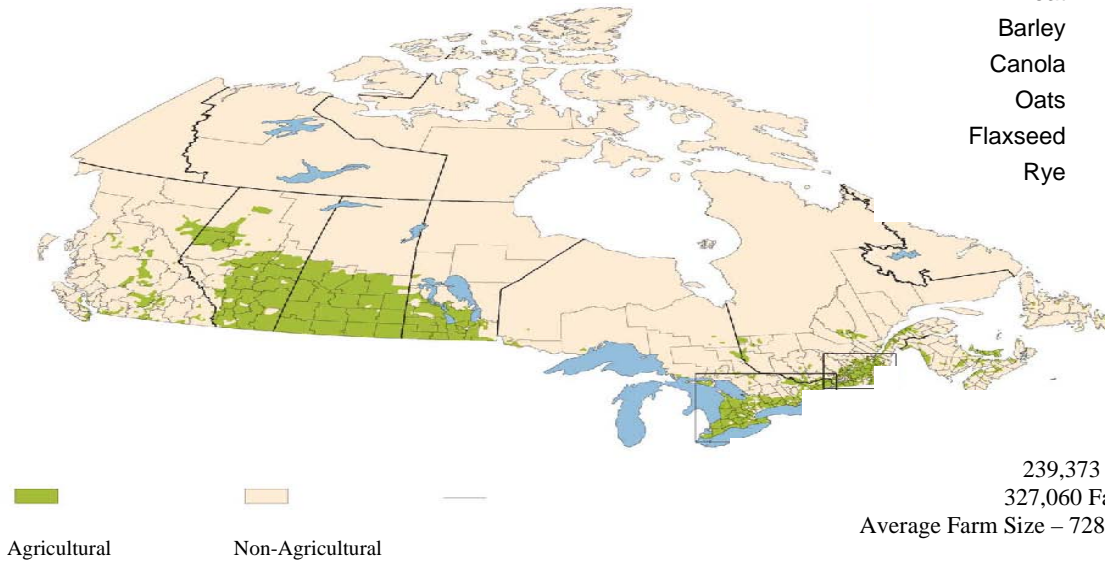 Barley
Canola
Oats
Flaxseed
Rye
239,373
327,060
Average Farm Size – 728
Agricultural
Non-Agricultural